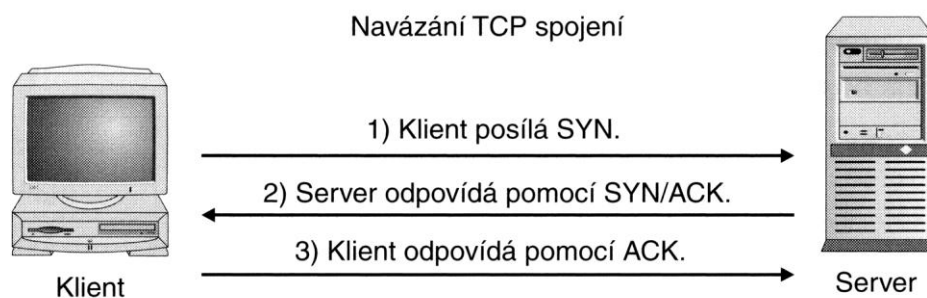 Navázání TCP spojení
1) Klient posílá SYN.
2) Server odpovídá pomocí SYN/ACK.
3) Klient odpovídá pomocí ACK.
Klient
Server